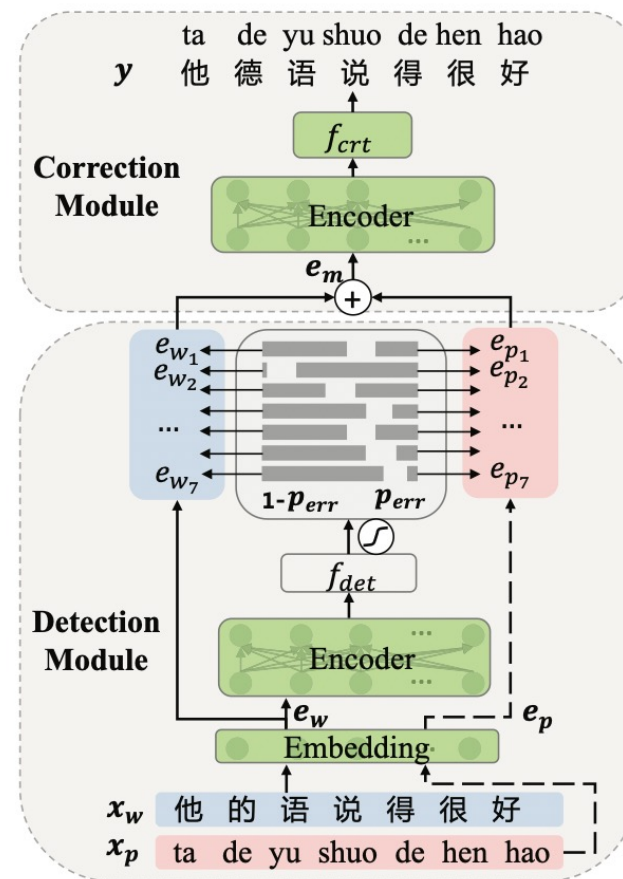 ta de yu shuo de hen hao
y 他 德 语 说 得 很 好
f_crt
Correction Module
Encoder
...
e_m
+
e_w1 e_p1
e_w2 e_p2
... ...
e_w7 e_p7
1-p_err p_err
f_det
Detection Module
...
Encoder
...
e_w e_p
Embedding
x_w 他 的 语 说 得 很 好
x_p ta de yu shuo de hen hao